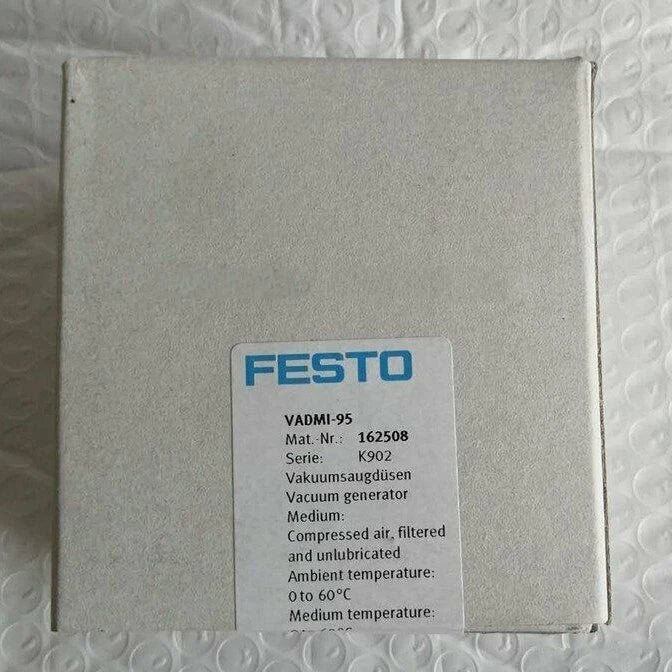 FESTO
VADMI-95
Mat.-Nr.: 162508
Serie: K902
Vakuumsaugdüsen
Vacuum generator
Medium:
Compressed air, filtered
and unlubricated
Ambient temperature:
0 to 60°C
Medium temperature: